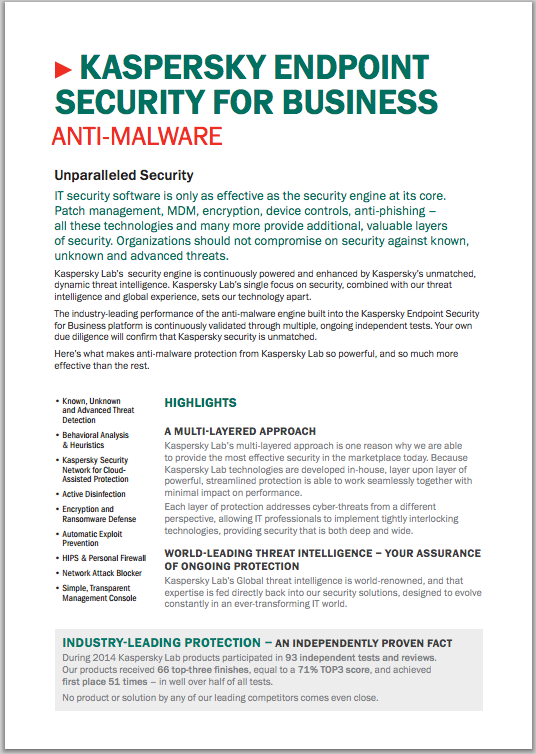 KASPERSKY ENDPOINT
SECURITY FOR BUSINESS
ANTI-MALWARE
Unparalleled Security
IT security software is only as effective as the security engine at its core.
Patch management, MDM, encryption, device controls, anti-phishing –
all these technologies and many more provide additional, valuable layers
of security. Organizations should not compromise on security against known,
unknown and advanced threats.
Kaspersky Lab's security engine is continuously powered and enhanced by Kaspersky's unmatched,
dynamic threat intelligence. Kaspersky Lab's single focus on security, combined with our threat
intelligence and global experience, sets our technology apart.
The industry-leading performance of the anti-malware engine built into the Kaspersky Endpoint Security
for Business platform is continuously validated through multiple, ongoing independent tests. Your own
due diligence will confirm that Kaspersky security is unmatched.
Here's what makes anti-malware protection from Kaspersky Lab so powerful, and so much more
effective than the rest.
• Known, Unknown
and Advanced Threat
Detection
• Behavioral Analysis
& Heuristics
• Kaspersky Security
Network for Cloud-
Assisted Protection
• Active Disinfection
• Encryption and
Ransomware Defense
• Automatic Exploit
Prevention
• HIPS & Personal Firewall
• Network Attack Blocker
• Simple, Transparent
Management Console
HIGHLIGHTS
A MULTI-LAYERED APPROACH
Kaspersky Lab's multi-layered approach is one reason why we are able
to provide the most effective security in the marketplace today. Because
Kaspersky Lab technologies are developed in-house, layer upon layer of
powerful, streamlined protection is able to work seamlessly together with
minimal impact on performance.
Each layer of protection addresses cyber-threats from a different
perspective, allowing IT professionals to implement tightly interlocking
technologies, providing security that is both deep and wide.
WORLD-LEADING THREAT INTELLIGENCE – YOUR ASSURANCE
OF ONGOING PROTECTION
Kaspersky Lab's Global threat intelligence is world-renowned, and that
expertise is fed directly back into our security solutions, designed to evolve
constantly in an ever-transforming IT world.
INDUSTRY-LEADING PROTECTION – AN INDEPENDENTLY PROVEN FACT
During 2014 Kaspersky Lab products participated in 93 independent tests and reviews.
Our products received 66 top-three finishes, equal to a 71% TOP3 score, and achieved
first place 51 times – in well over half of all tests.
No product or solution by any of our leading competitors comes even close.